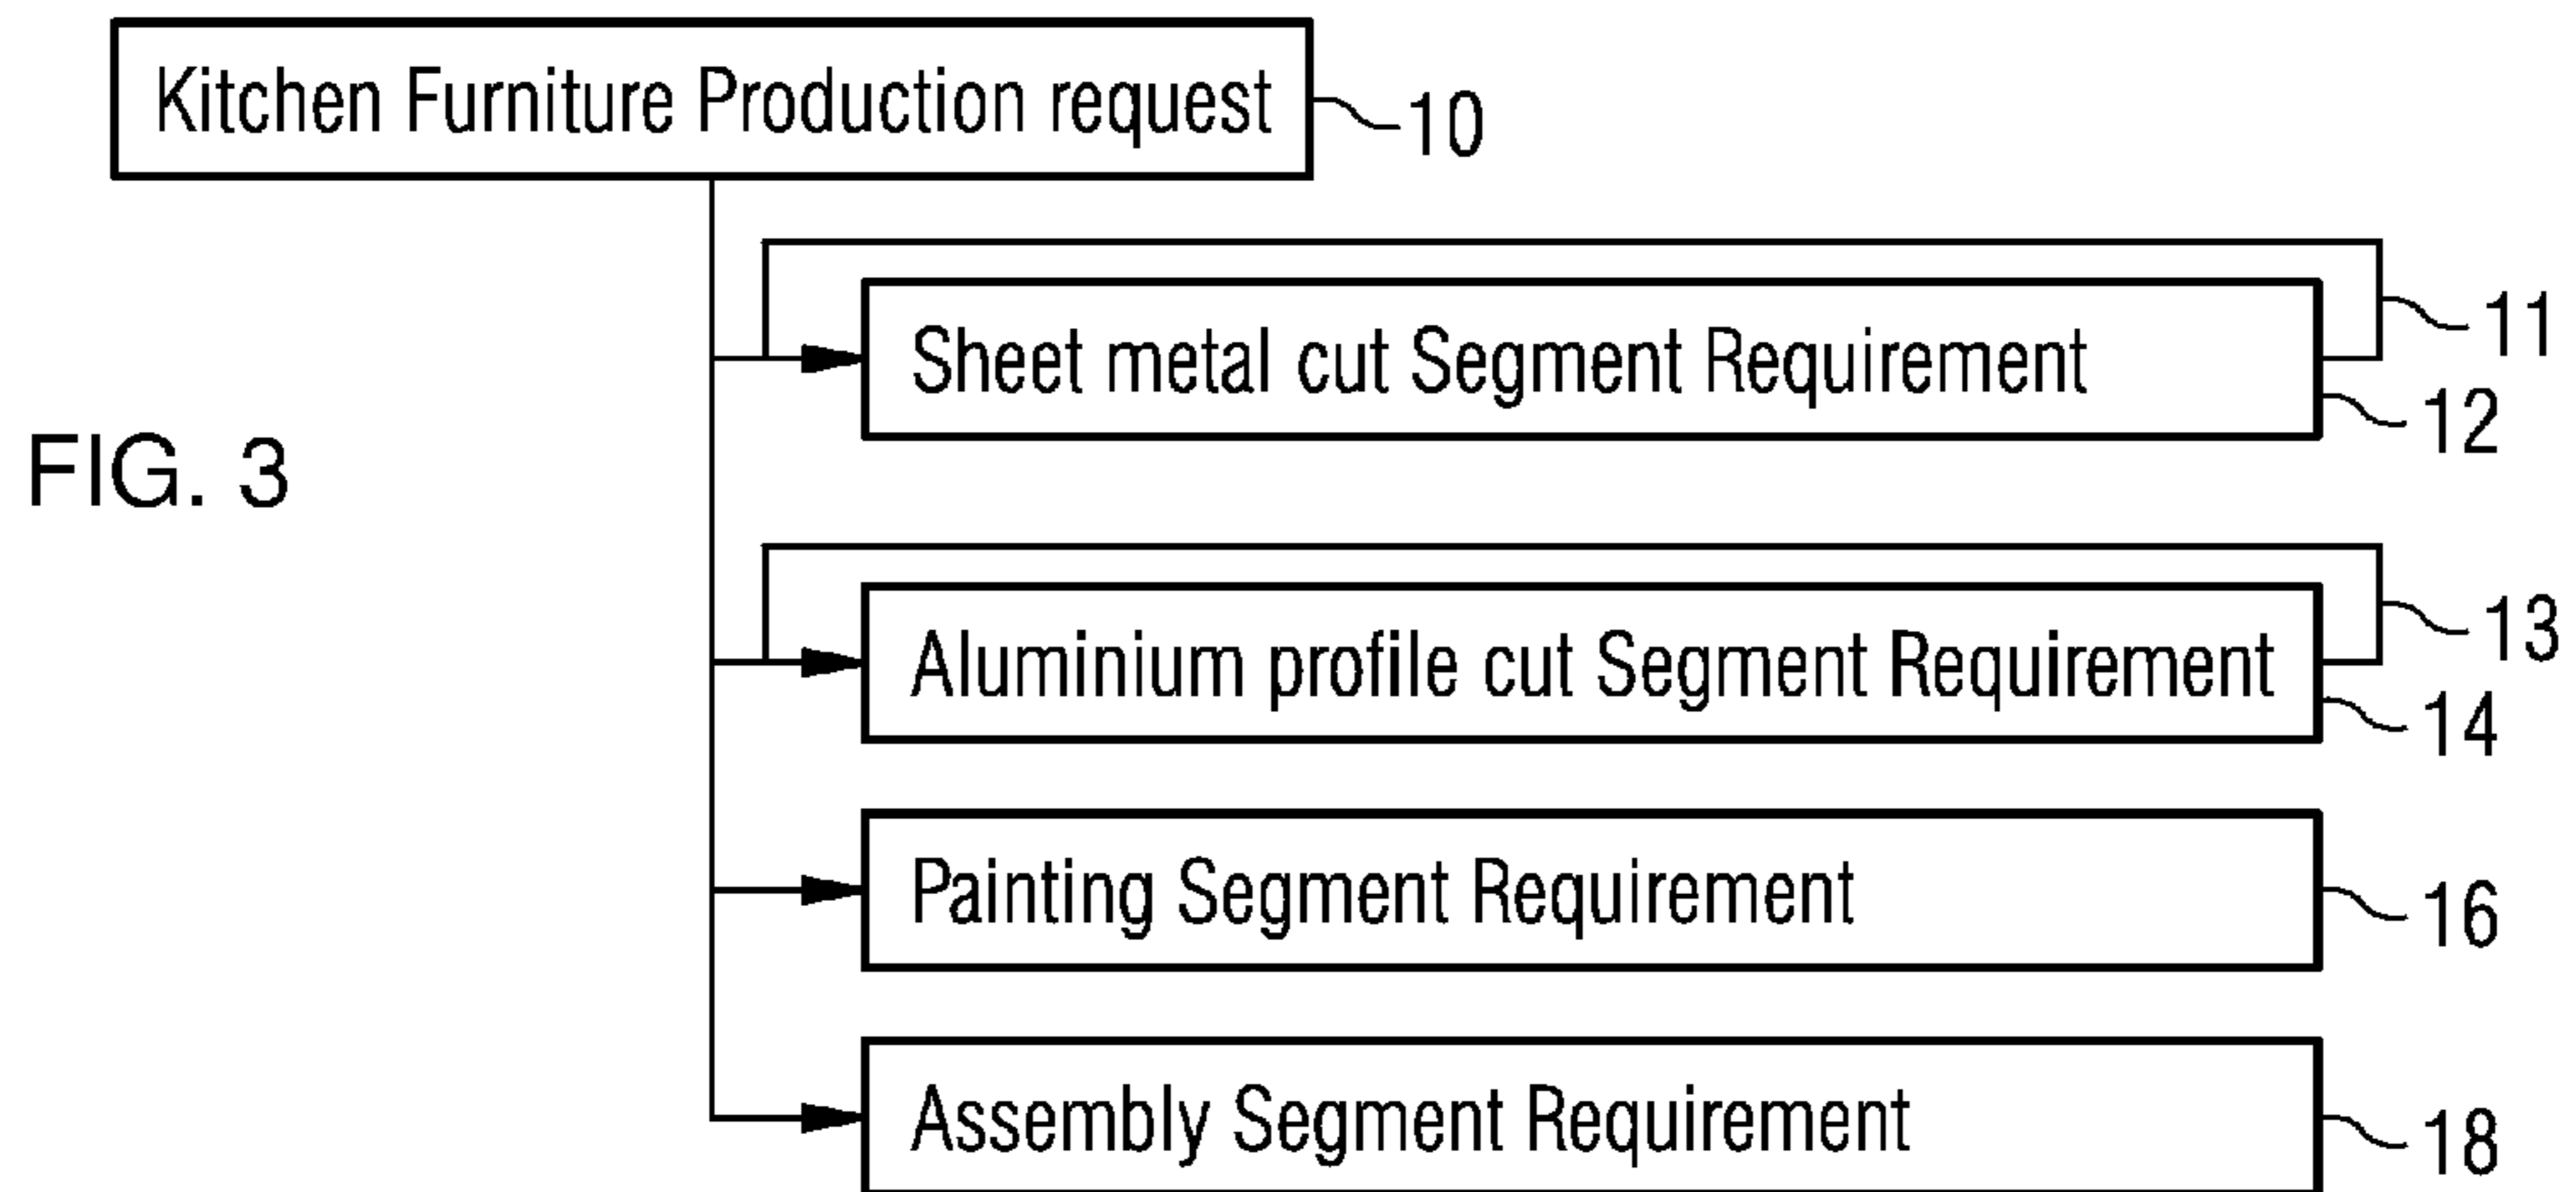 Kitchen Furniture Production request
10
11
Sheet metal cut Segment Requirement
12
FIG. 3
13
Aluminium profile cut Segment Requirement
14
Painting Segment Requirement
16
Assembly Segment Requirement
18